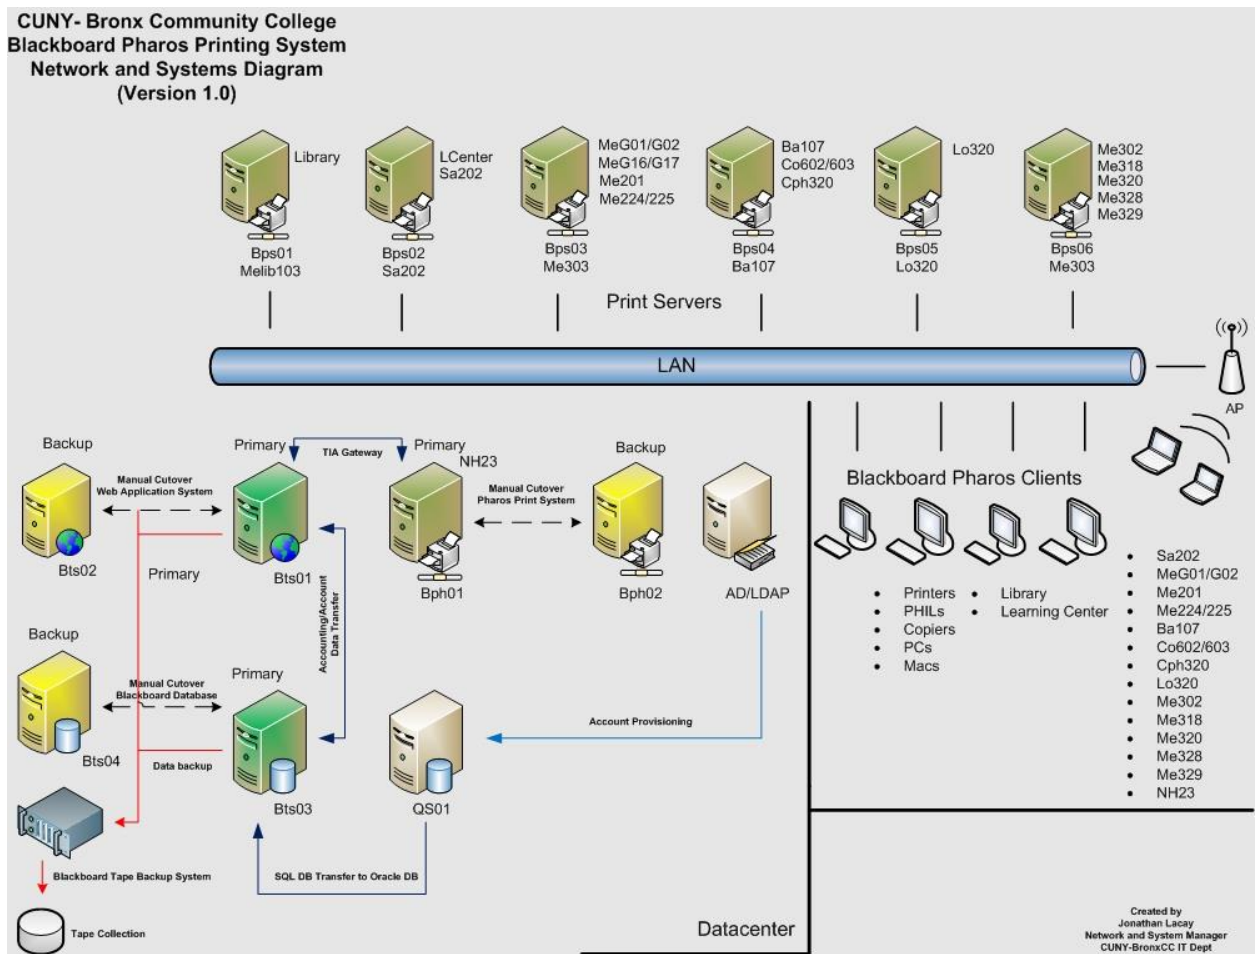 CUNY- Bronx Community College
Blackboard Pharos Printing System
Network and Systems Diagram
(Version 1.0)
Library
Bps01
Melib103
LCenter
Sa202
Bps02
Sa202
MeG01/G02
MeG16/G17
Me201
Me224/225
Bps03
Me303
Ba107
Co602/603
Cph320
Bps04
Ba107
Lo320
Bps05
Lo320
Me302
Me318
Me320
Me328
Me329
Bps06
Me303
Print Servers
LAN
AP
Backup
Bts02
Manual Cutover
Web Application System
Primary
Bts01
TIA Gateway
Primary
NH23
Bph01
Manual Cutover
Pharos Print System
Backup
Bph02
AD/LDAP
Primary
Accounting/Account
Data Transfer
Backup
Bts04
Manual Cutover
Blackboard Database
Primary
Bts03
Data backup
QS01
Account Provisioning
SQL DB Transfer to Oracle DB
Blackboard Tape Backup System
Tape Collection
Datacenter
Blackboard Pharos Clients
• Printers
• PHILs
• Copiers
• PCs
• Macs
• Library
• Learning Center
• Sa202
• MeG01/G02
• Me201
• Me224/225
• Ba107
• Co602/603
• Cph320
• Lo320
• Me302
• Me318
• Me320
• Me328
• Me329
• NH23
Created by
Jonathan Lacay
Network and System Manager
CUNY-BronxCC IT Dept